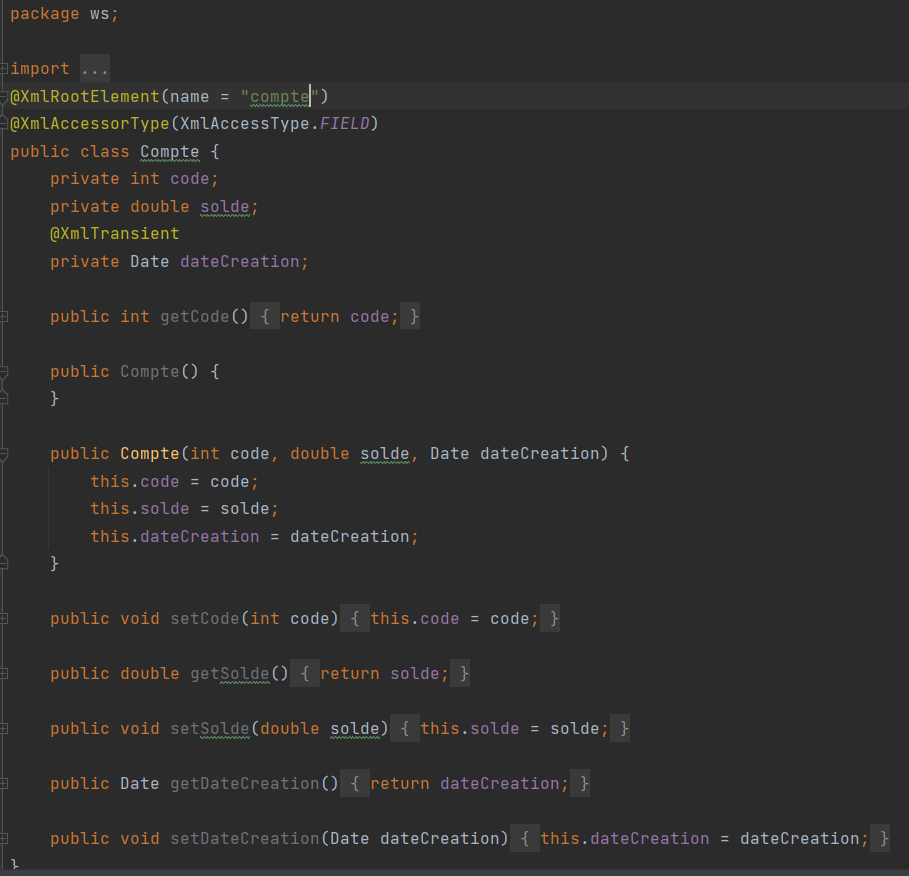 package ws;
import ...
@XmlRootElement(name = "compte")
@XmlAccessorType(XmlAccessType.FIELD)
public class Compte {
    private int code;
    private double solde;
    @XmlTransient
    private Date dateCreation;
    public int getCode() { return code; }
    public Compte() {
    }
    public Compte(int code, double solde, Date dateCreation) {
        this.code = code;
        this.solde = solde;
        this.dateCreation = dateCreation;
    }
    public void setCode(int code) { this.code = code; }
    public double getSolde() { return solde; }
    public void setSolde(double solde) { this.solde = solde; }
    public Date getDateCreation() { return dateCreation; }
    public void setDateCreation(Date dateCreation) { this.dateCreation = dateCreation; }
}